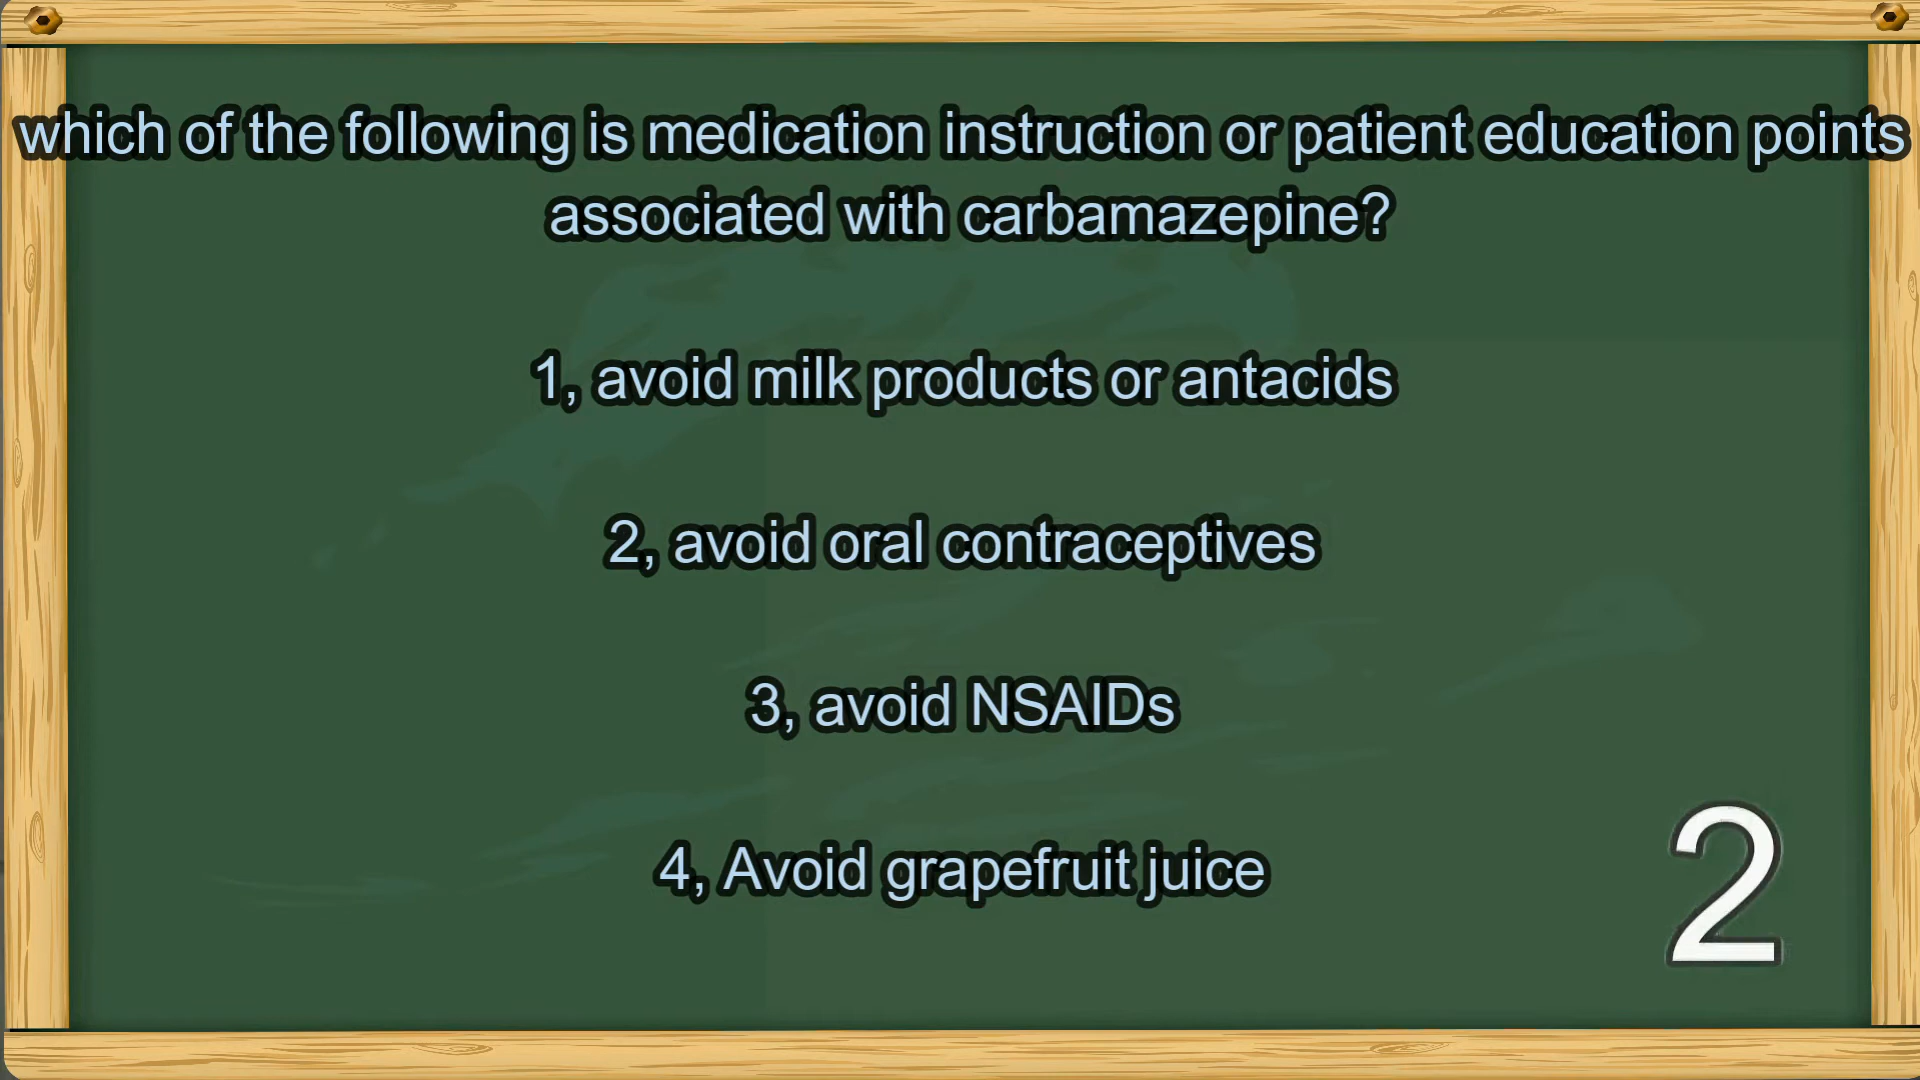 which of the following is medication instruction or patient education points
associated with carbamazepine?
1, avoid milk products or antacids
2, avoid oral contraceptives
3, avoid NSAIDs
4, Avoid grapefruit juice
2